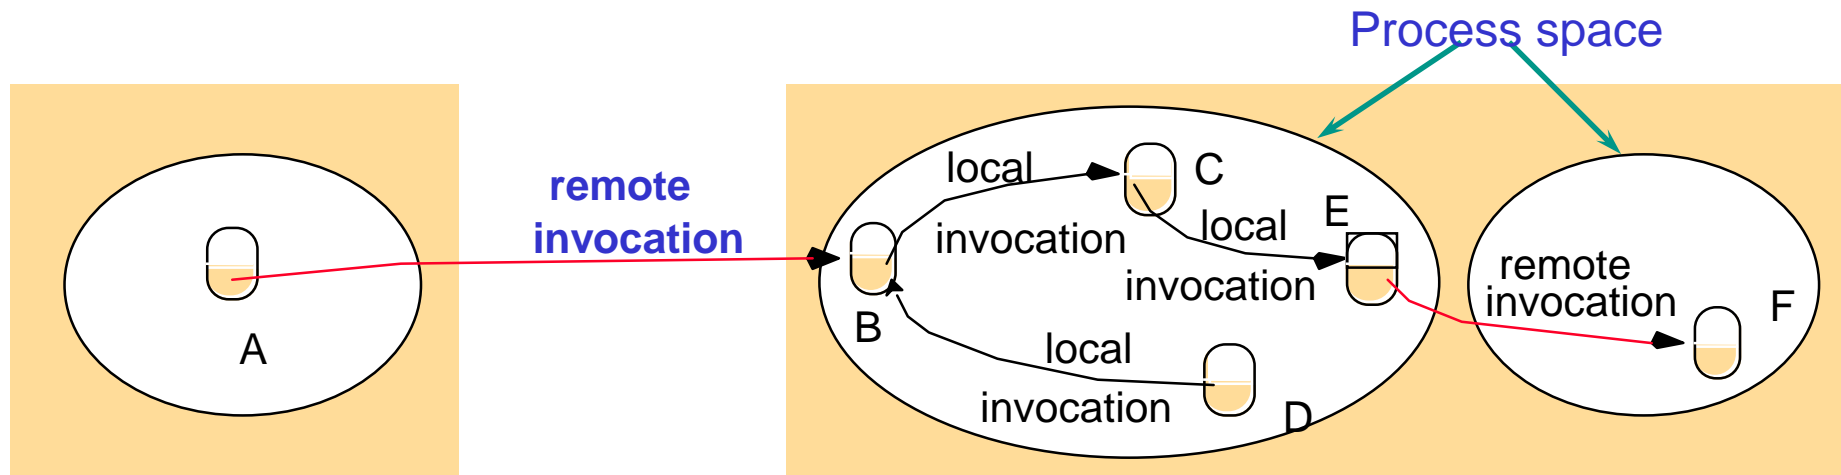 Process space
remote
invocation
A
local
invocation
B
C
local
invocation
E
local
invocation
D
remote
invocation
F